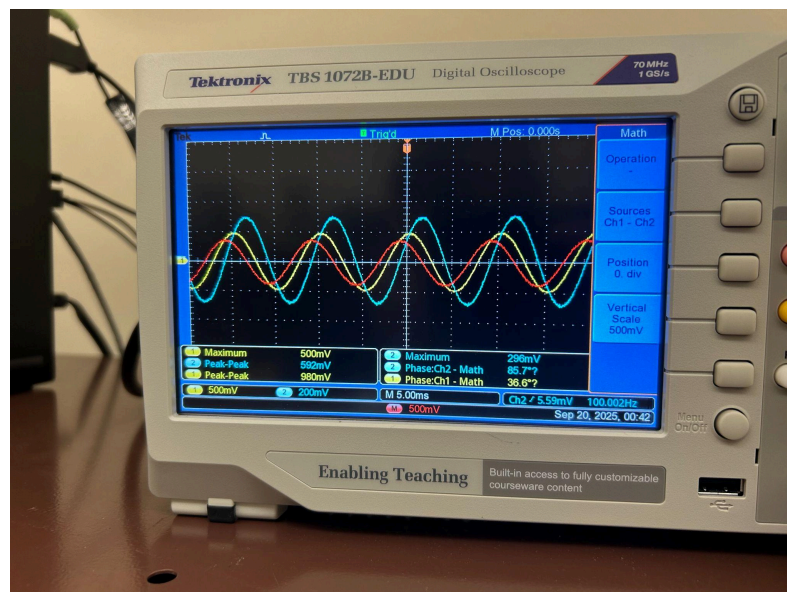 Tektronix TBS 1072B-EDU Digital Oscilloscope
70 MHz
1 GS/s
Tek Trig'd M Pos: 0.000s
Math
Operation
-
Sources
Ch1 - Ch2
Position
0. div
Vertical
Scale
500mV
1
1 Maximum 500mV
2 Peak-Peak 592mV
1 Peak-Peak 980mV
2 Maximum 296mV
2 Phase:Ch2 - Math 85.7°?
1 Phase:Ch1 - Math 36.6°?
1 500mV 2 200mV M 5.00ms Ch2 / 5.59mV 100.002Hz
M 500mV Sep 20, 2025, 00:42
Menu
On/Off
Enabling Teaching
Built-in access to fully customizable
courseware content